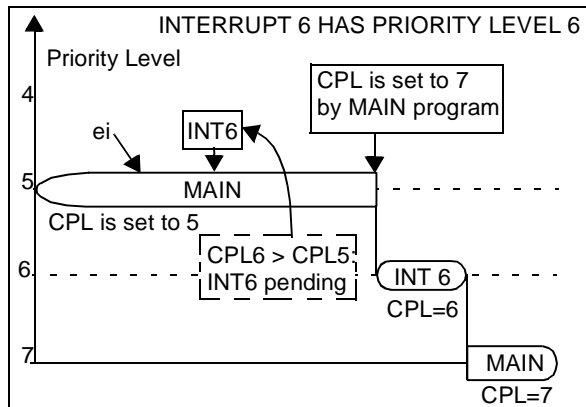 INTERRUPT 6 HAS PRIORITY LEVEL 6
Priority Level
CPL is set to 7
by MAIN program
4
ei
INT6
5
MAIN
CPL is set to 5
CPL6 > CPL5:
INT6 pending
6
INT 6
CPL=6
7
MAIN
CPL=7